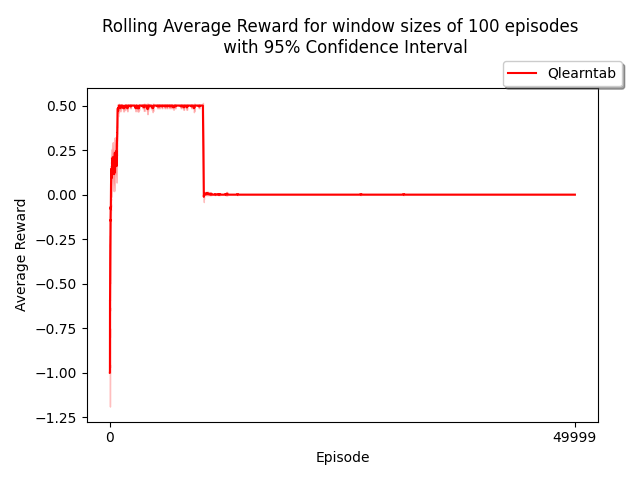 Rolling Average Reward for window sizes of 100 episodes
with 95% Confidence Interval
Qlearntab
0.50
0.25
0.00
−0.25
−0.50
−0.75
−1.00
−1.25
Average Reward
0
49999
Episode